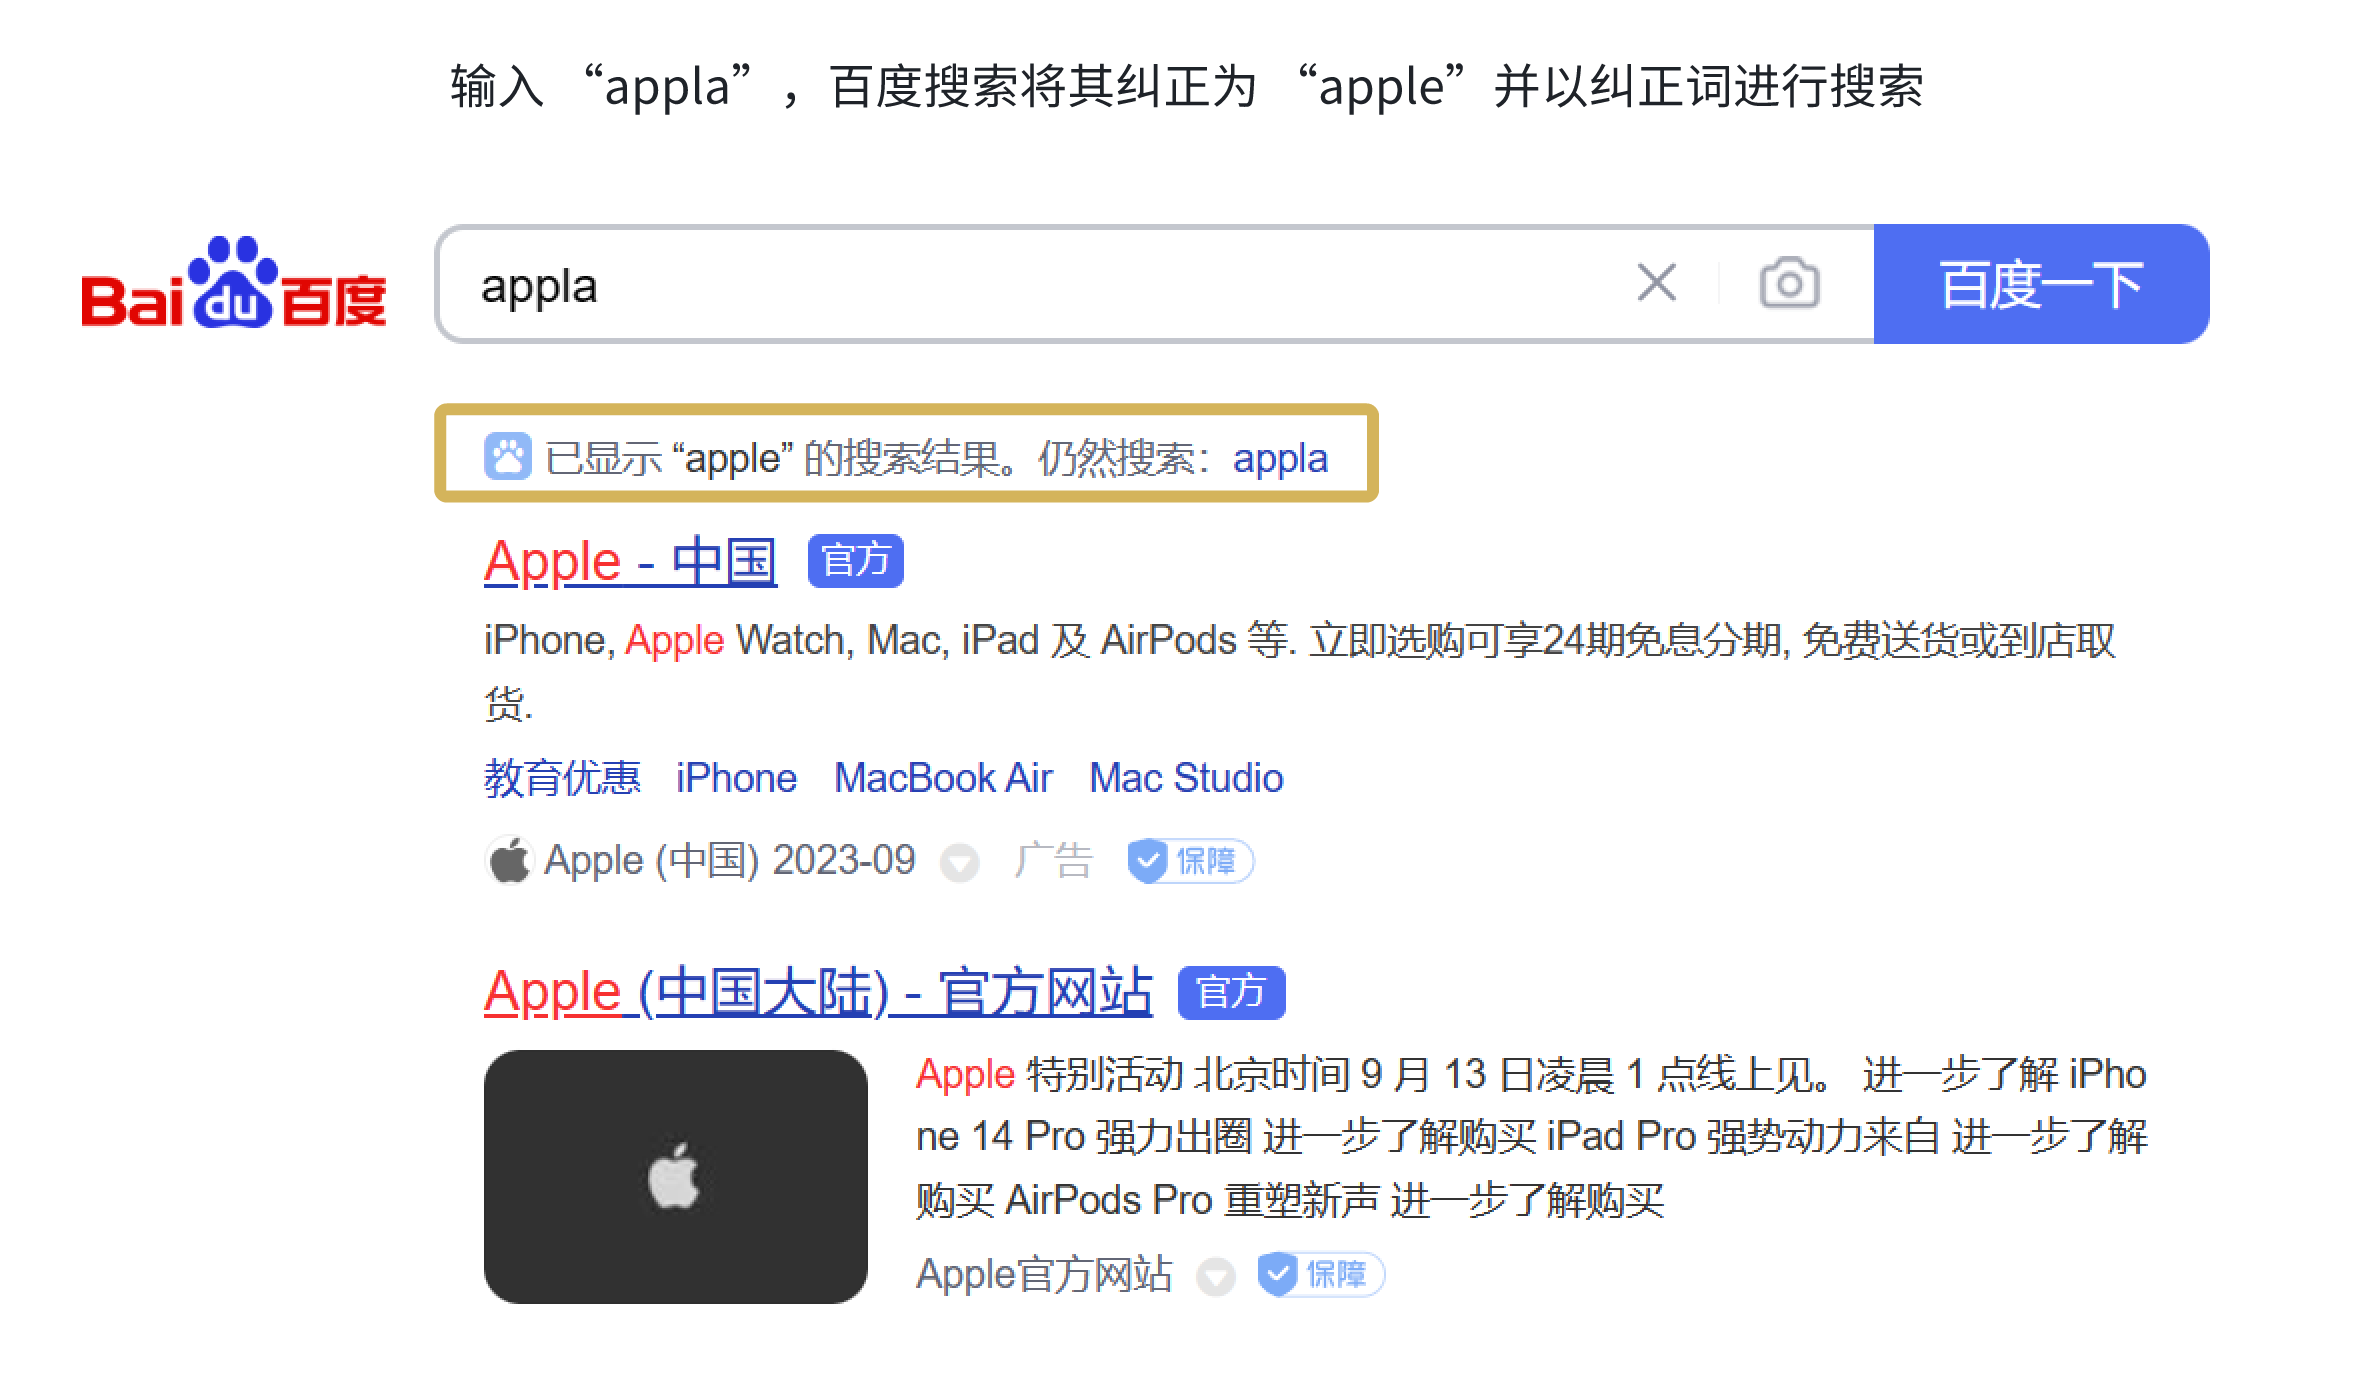 输入 “appla” ，百度搜索将其纠正为 “apple” 并以纠正词进行搜索
Bai du 百度
appla
百度一下
已显示 “apple” 的搜索结果。仍然搜索：appla
Apple - 中国 官方
iPhone, Apple Watch, Mac, iPad 及 AirPods 等. 立即选购可享24期免息分期, 免费送货或到店取
货.
教育优惠 iPhone MacBook Air Mac Studio
Apple (中国) 2023-09 广告 保障
Apple (中国大陆) - 官方网站 官方
Apple 特别活动 北京时间 9 月 13 日凌晨 1 点线上见。 进一步了解 iPho
ne 14 Pro 强力出圈 进一步了解购买 iPad Pro 强势动力来自 进一步了解
购买 AirPods Pro 重塑新声 进一步了解购买
Apple官方网站 保障